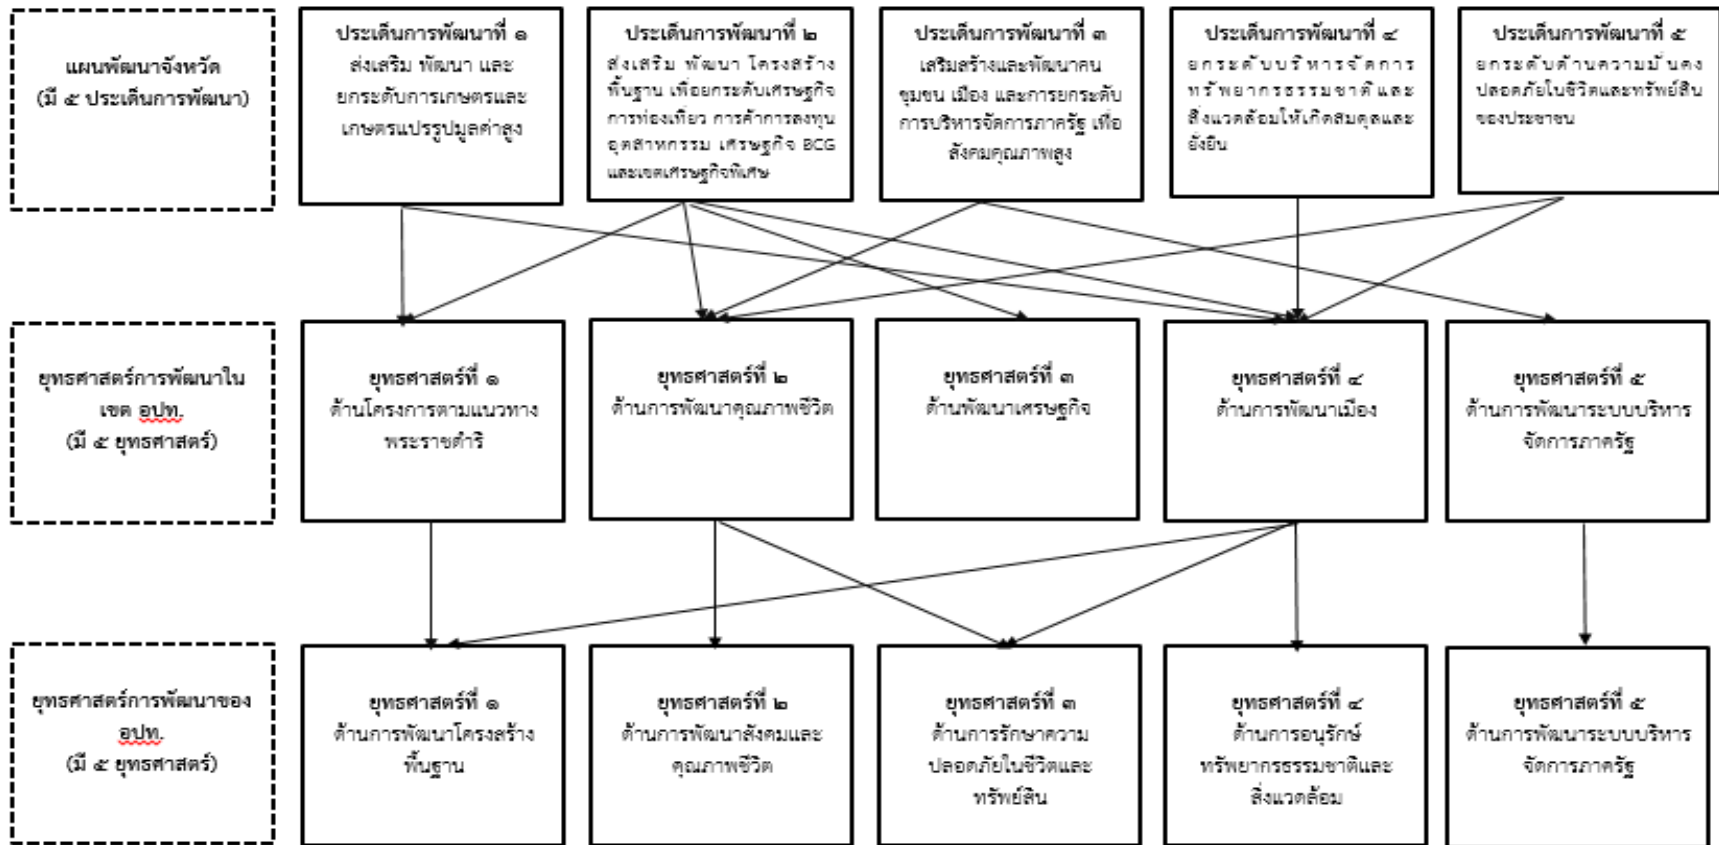 แผนพัฒนาจังหวัด
(มี ๕ ประเด็นการพัฒนา)
ประเด็นการพัฒนาที่ ๑
ส่งเสริม พัฒนา และ
ยกระดับการเกษตรและ
เกษตรแปรรูปมูลค่าสูง
ประเด็นการพัฒนาที่ ๒
ส่งเสริม พัฒนา โครงสร้าง
พื้นฐาน เพื่อยกระดับเศรษฐกิจ
การท่องเที่ยว การค้าการลงทุน
อุตสาหกรรม เศรษฐกิจ BCG
และเขตเศรษฐกิจพิเศษ
ประเด็นการพัฒนาที่ ๓
เสริมสร้างและพัฒนาคน
ชุมชน เมือง และการยกระดับ
การบริหารจัดการภาครัฐ เพื่อ
สังคมคุณภาพสูง
ประเด็นการพัฒนาที่ ๔
ยกระดับบริหารจัดการ
ทรัพยากรธรรมชาติและ
สิ่งแวดล้อมให้เกิดสมดุลและ
ยั่งยืน
ประเด็นการพัฒนาที่ ๕
ยกระดับด้านความมั่นคง
ปลอดภัยในชีวิตและทรัพย์สิน
ของประชาชน
ยุทธศาสตร์การพัฒนาใน
เขต อปท.
(มี ๕ ยุทธศาสตร์)
ยุทธศาสตร์ที่ ๑
ด้านโครงการตามแนวทาง
พระราชดำริ
ยุทธศาสตร์ที่ ๒
ด้านการพัฒนาคุณภาพชีวิต
ยุทธศาสตร์ที่ ๓
ด้านพัฒนาเศรษฐกิจ
ยุทธศาสตร์ที่ ๔
ด้านการพัฒนาเมือง
ยุทธศาสตร์ที่ ๕
ด้านการพัฒนาระบบบริหาร
จัดการภาครัฐ
ยุทธศาสตร์การพัฒนาของ
อปท.
(มี ๕ ยุทธศาสตร์)
ยุทธศาสตร์ที่ ๑
ด้านการพัฒนาโครงสร้าง
พื้นฐาน
ยุทธศาสตร์ที่ ๒
ด้านการพัฒนาสังคมและ
คุณภาพชีวิต
ยุทธศาสตร์ที่ ๓
ด้านการรักษาความ
ปลอดภัยในชีวิตและ
ทรัพย์สิน
ยุทธศาสตร์ที่ ๔
ด้านการอนุรักษ์
ทรัพยากรธรรมชาติและ
สิ่งแวดล้อม
ยุทธศาสตร์ที่ ๕
ด้านการพัฒนาระบบบริหาร
จัดการภาครัฐ